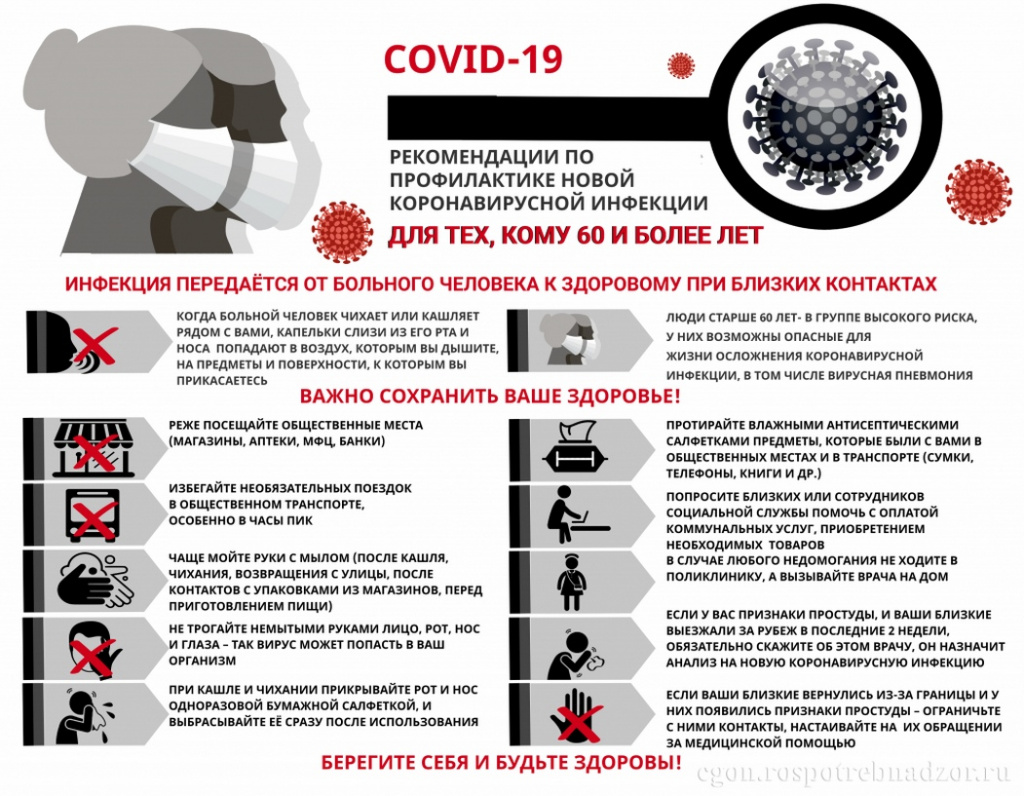 COVID-19
РЕКОМЕНДАЦИИ ПО
ПРОФИЛАКТИКЕ НОВОЙ
КОРОНАВИРУСНОЙ ИНФЕКЦИИ
ДЛЯ ТЕХ, КОМУ 60 И БОЛЕЕ ЛЕТ
ИНФЕКЦИЯ ПЕРЕДАЁТСЯ ОТ БОЛЬНОГО ЧЕЛОВЕКА К ЗДОРОВОМУ ПРИ БЛИЗКИХ КОНТАКТАХ
КОГДА БОЛЬНОЙ ЧЕЛОВЕК ЧИХАЕТ ИЛИ КАШЛЯЕТ
РЯДОМ С ВАМИ, КАПЕЛЬКИ СЛИЗИ ИЗ ЕГО РТА И
НОСА ПОПАДАЮТ В ВОЗДУХ, КОТОРЫМ ВЫ ДЫШИТЕ,
НА ПРЕДМЕТЫ И ПОВЕРХНОСТИ, К КОТОРЫМ ВЫ
ПРИКАСАЕТЕСЬ
ЛЮДИ СТАРШЕ 60 ЛЕТ- В ГРУППЕ ВЫСОКОГО РИСКА,
У НИХ ВОЗМОЖНЫ ОПАСНЫЕ ДЛЯ
ЖИЗНИ ОСЛОЖНЕНИЯ КОРОНАВИРУСНОЙ
ИНФЕКЦИИ, В ТОМ ЧИСЛЕ ВИРУСНАЯ ПНЕВМОНИЯ
ВАЖНО СОХРАНИТЬ ВАШЕ ЗДОРОВЬЕ!
РЕЖЕ ПОСЕЩАЙТЕ ОБЩЕСТВЕННЫЕ МЕСТА
(МАГАЗИНЫ, АПТЕКИ, МФЦ, БАНКИ)
ИЗБЕГАЙТЕ НЕОБЯЗАТЕЛЬНЫХ ПОЕЗДОК
В ОБЩЕСТВЕННОМ ТРАНСПОРТЕ,
ОСОБЕННО В ЧАСЫ ПИК
ЧАЩЕ МОЙТЕ РУКИ С МЫЛОМ (ПОСЛЕ КАШЛЯ,
ЧИХАНИЯ, ВОЗВРАЩЕНИЯ С УЛИЦЫ, ПОСЛЕ
КОНТАКТОВ С УПАКОВКАМИ ИЗ МАГАЗИНОВ, ПЕРЕД
ПРИГОТОВЛЕНИЕМ ПИЩИ)
НЕ ТРОГАЙТЕ НЕМЫТЫМИ РУКАМИ ЛИЦО, РОТ, НОС
И ГЛАЗА – ТАК ВИРУС МОЖЕТ ПОПАСТЬ В ВАШ
ОРГАНИЗМ
ПРИ КАШЛЕ И ЧИХАНИИ ПРИКРЫВАЙТЕ РОТ И НОС
ОДНОРАЗОВОЙ БУМАЖНОЙ САЛФЕТКОЙ, И
ВЫБРАСЫВАЙТЕ ЕЁ СРАЗУ ПОСЛЕ ИСПОЛЬЗОВАНИЯ
ПРОТИРАЙТЕ ВЛАЖНЫМИ АНТИСЕПТИЧЕСКИМИ
САЛФЕТКАМИ ПРЕДМЕТЫ, КОТОРЫЕ БЫЛИ С ВАМИ В
ОБЩЕСТВЕННЫХ МЕСТАХ И В ТРАНСПОРТЕ (СУМКИ,
ТЕЛЕФОНЫ, КНИГИ И ДР.)
ПОПРОСИТЕ БЛИЗКИХ ИЛИ СОТРУДНИКОВ
СОЦИАЛЬНОЙ СЛУЖБЫ ПОМОЧЬ С ОПЛАТОЙ
КОММУНАЛЬНЫХ УСЛУГ, ПРИОБРЕТЕНИЕМ
НЕОБХОДИМЫХ ТОВАРОВ
В СЛУЧАЕ ЛЮБОГО НЕДОМОГАНИЯ НЕ ХОДИТЕ В
ПОЛИКЛИНИКУ, А ВЫЗЫВАЙТЕ ВРАЧА НА ДОМ
ЕСЛИ У ВАС ПРИЗНАКИ ПРОСТУДЫ, И ВАШИ БЛИЗКИЕ
ВЫЕЗЖАЛИ ЗА РУБЕЖ В ПОСЛЕДНИЕ 2 НЕДЕЛИ,
ОБЯЗАТЕЛЬНО СКАЖИТЕ ОБ ЭТОМ ВРАЧУ, ОН НАЗНАЧИТ
АНАЛИЗ НА НОВУЮ КОРОНАВИРУСНУЮ ИНФЕКЦИЮ
ЕСЛИ ВАШИ БЛИЗКИЕ ВЕРНУЛИСЬ ИЗ-ЗА ГРАНИЦЫ И У
НИХ ПОЯВИЛИСЬ ПРИЗНАКИ ПРОСТУДЫ – ОГРАНИЧЬТЕ
С НИМИ КОНТАКТЫ, НАСТАИВАЙТЕ НА ИХ ОБРАЩЕНИИ
ЗА МЕДИЦИНСКОЙ ПОМОЩЬЮ
БЕРЕГИТЕ СЕБЯ И БУДЬТЕ ЗДОРОВЫ!
cgon.rospotrebnadzor.ru